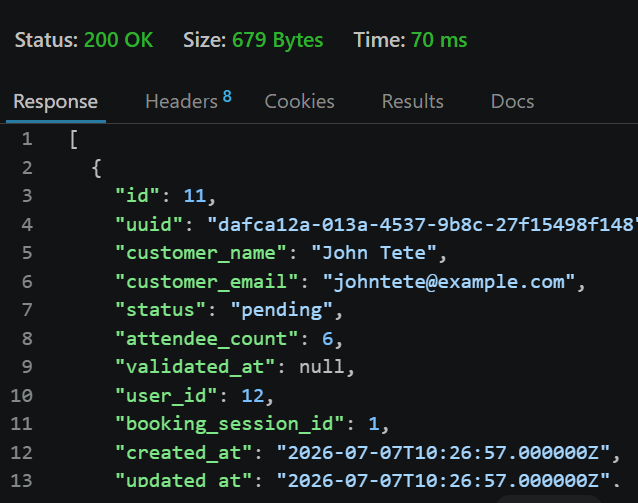 Status: 200 OK Size: 679 Bytes Time: 70 ms
Response Headers 8 Cookies Results Docs
1 [
2 {
3 "id": 11,
4 "uuid": "dafca12a-013a-4537-9b8c-27f15498f148"
5 "customer_name": "John Tete",
6 "customer_email": "johntete@example.com",
7 "status": "pending",
8 "attendee_count": 6,
9 "validated_at": null,
10 "user_id": 12,
11 "booking_session_id": 1,
12 "created_at": "2026-07-07T10:26:57.000000Z",
13 "updated_at": "2026-07-07T10:26:57.000000Z",